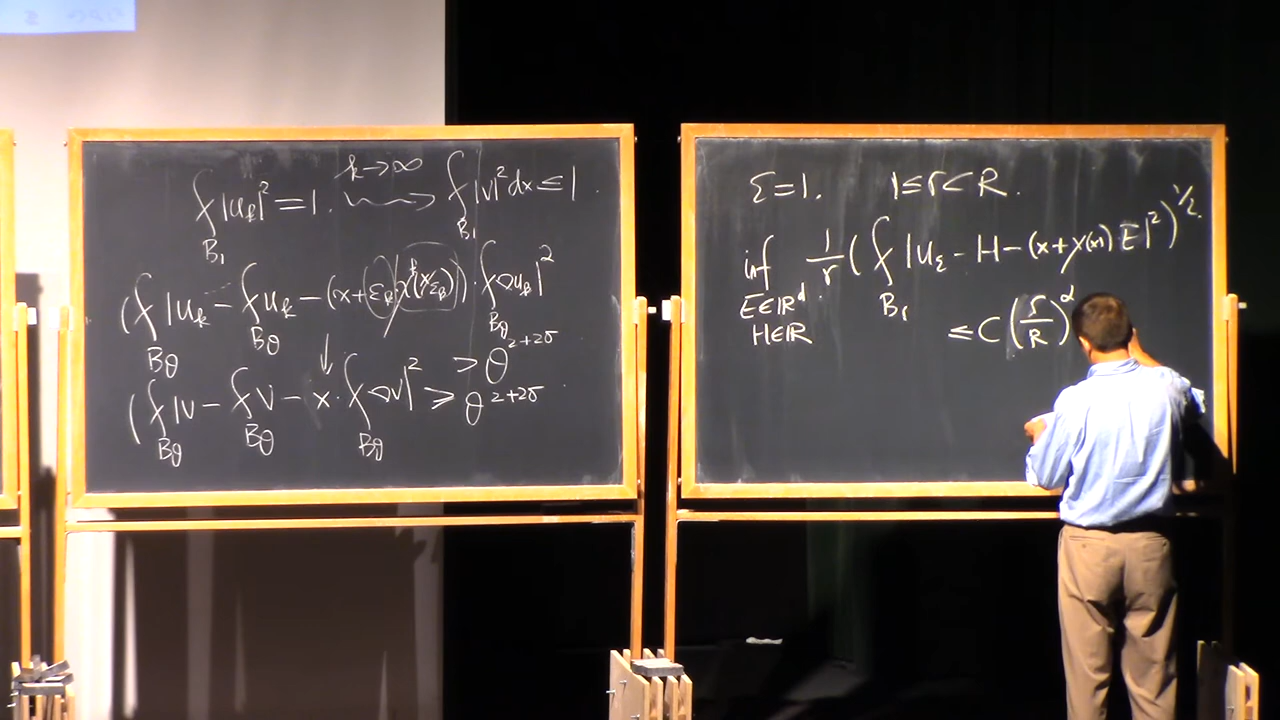 ⨍_{B_1} |u_k|² = 1. k→∞ ⇝ ⨍_{B_1} |v|² dx ≤ 1.
(⨍_{B_θ} |u_k − ⨍_{B_θ} u_k − (x + ε_k χ^k(x/ε_k)) · ⨍_{B_θ} ∇u_k|² > θ^{2+2σ}
↓
(⨍_{B_θ} |v − ⨍_{B_θ} v − x · ⨍_{B_θ} ∇v|² ≥ θ^{2+2σ}
ε = 1. 1 ≤ r < R.
inf_{E∈ℝ^d, H∈ℝ} 1/r (⨍_{B_r} |u_ε − H − (x + χ(x)) E|²)^{1/2}
≤ C (r/R)^α